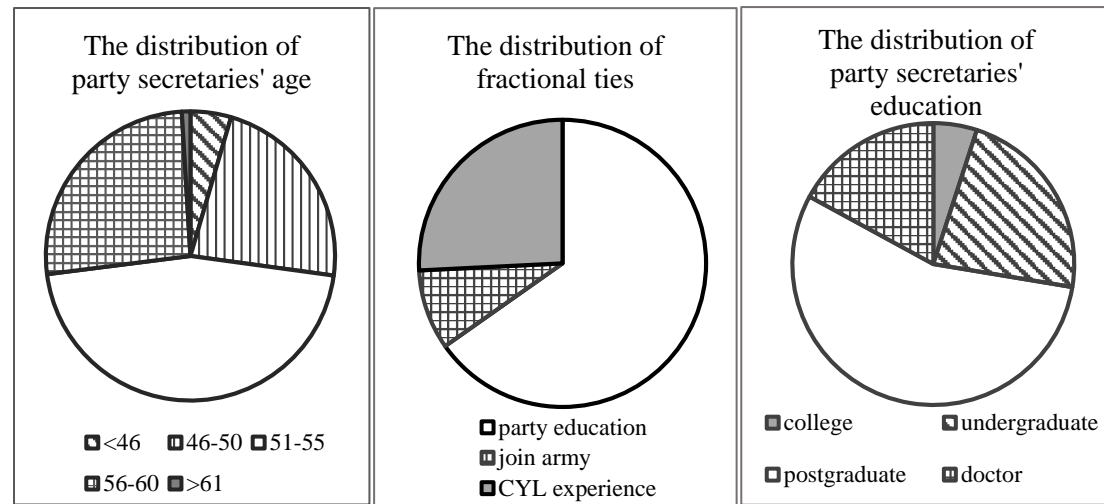 The distribution of
party secretaries' age
<46 46-50 51-55
56-60 >61
The distribution of
fractional ties
party education
join army
CYL experience
The distribution of
party secretaries'
education
college undergraduate
postgraduate doctor